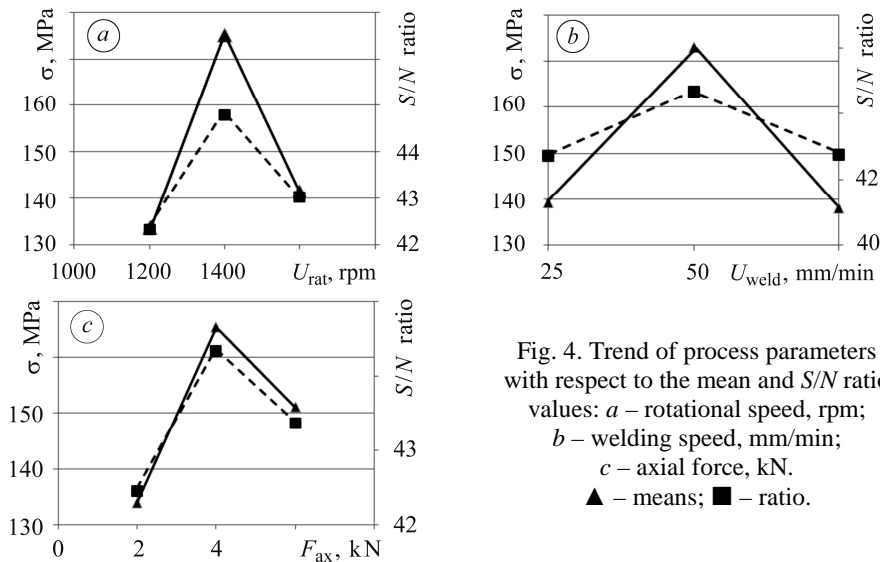 a
σ, MPa
S/N ratio
160
150
140
130
44
43
42
1000 1200 1400 U_rat, rpm
b
σ, MPa
S/N ratio
160
150
140
130
42
40
25 50 U_weld, mm/min
c
σ, MPa
S/N ratio
150
140
130
43
42
0 2 4 F_ax, kN
Fig. 4. Trend of process parameters
with respect to the mean and S/N ratio
values: a – rotational speed, rpm;
b – welding speed, mm/min;
c – axial force, kN.
▲ – means; ■ – ratio.